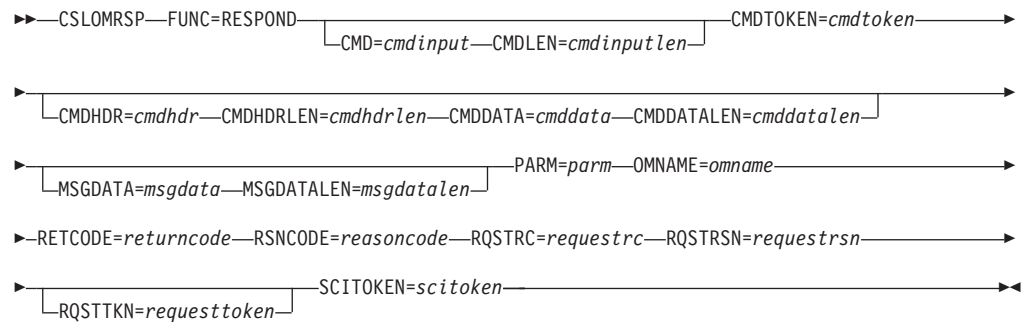 CSLOMRSP FUNC=RESPOND CMDTOKEN=cmdtoken
CMD=cmdinput CMDLEN=cmdinputlen
CMDHDR=cmdhdr CMDHDRLEN=cmdhdrlen CMDDATA=cmddata CMDDATALEN=cmddatalen
PARM=parm OMNAME=omname
MSGDATA=msgdata MSGDATALEN=msgdatalen
RETCODE=returncode RSNCODE=reasoncode RQSTRC=requestrc RQSTRSN=requestrsn
SCITOKEN=scitoken
RQSTTKN=requesttoken